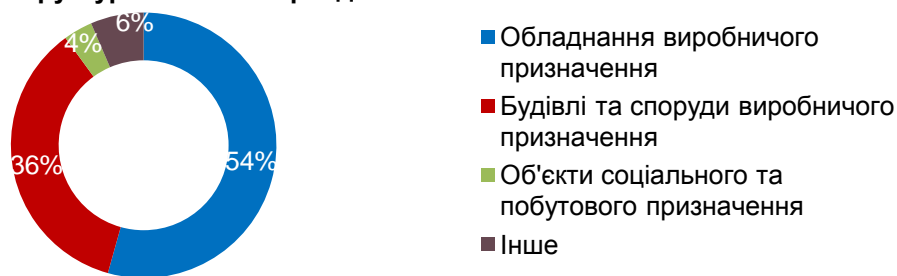 6%
4%
36%
54%
Обладнання виробничого
призначення
Будівлі та споруди виробничого
призначення
Об'єкти соціального та
побутового призначення
Інше